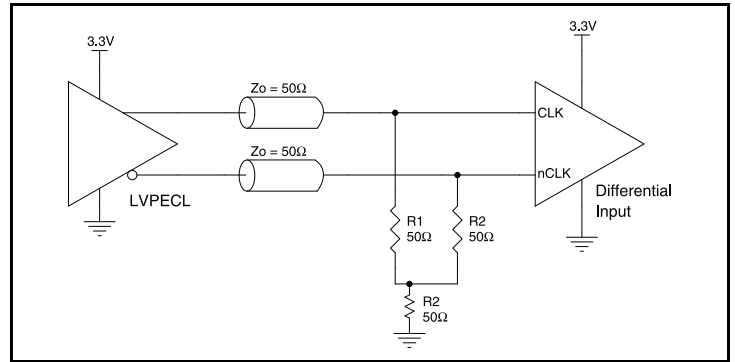 3.3V
3.3V
Zo = 50Ω
CLK
Zo = 50Ω
nCLK
LVPECL
Differential
Input
R1
50Ω
R2
50Ω
R2
50Ω